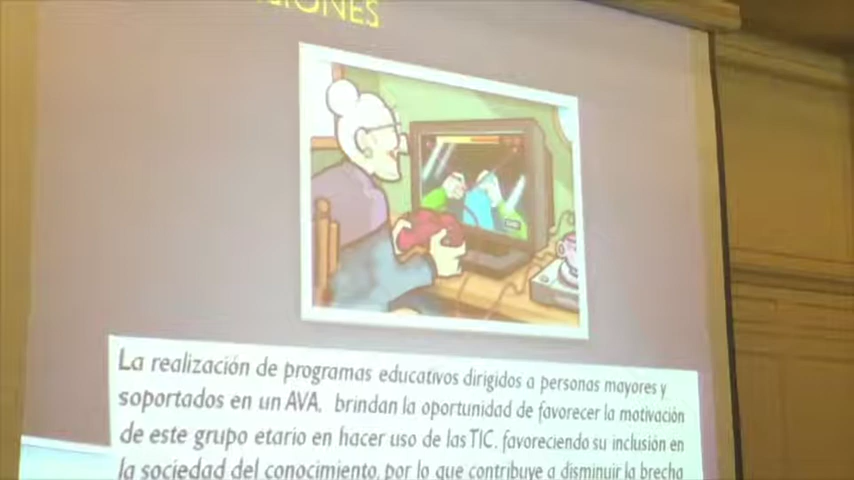 La realización de programas educativos dirigidos a personas mayores y
soportados en un AVA, brindan la oportunidad de favorecer la motivación
de este grupo etario en hacer uso de las TIC. favoreciendo su inclusión en
la sociedad del conocimiento, por lo que contribuye a disminuir la brecha